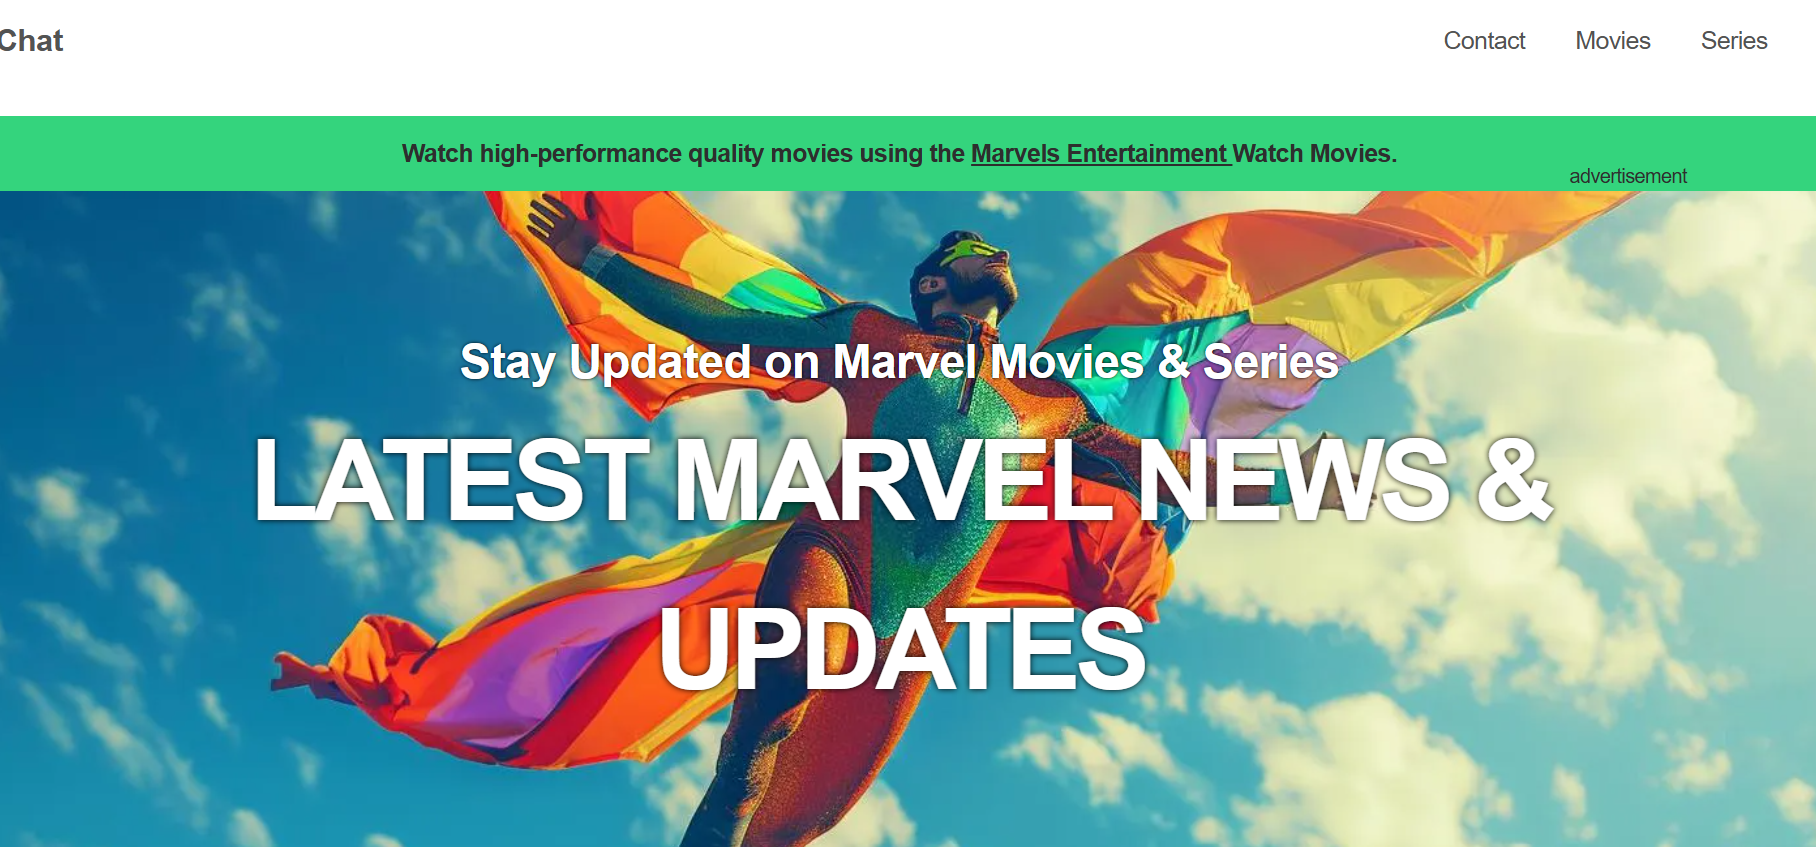 Chat
Contact Movies Series
Watch high-performance quality movies using the Marvels Entertainment Watch Movies.
advertisement
Stay Updated on Marvel Movies & Series
LATEST MARVEL NEWS &
UPDATES